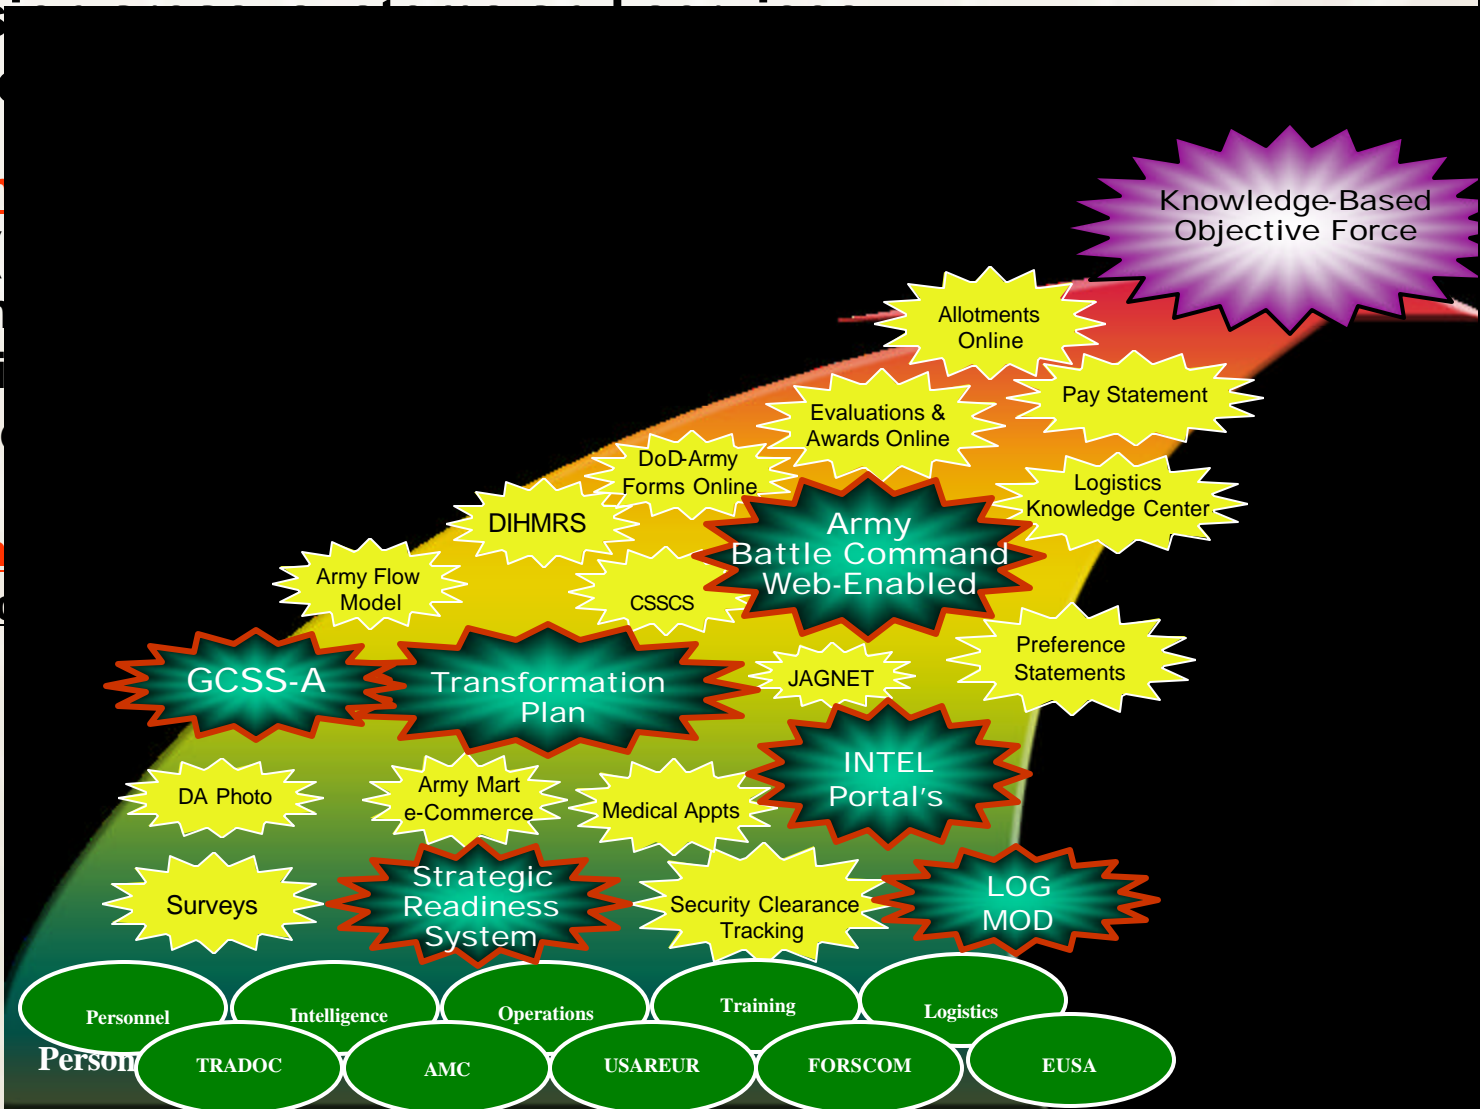 Knowledge-Based
Objective Force
Allotments
Online
Pay Statement
Evaluations &
Awards Online
DoD-Army
Forms Online
Logistics
Knowledge Center
DIHMRS
Army
Battle Command
Web-Enabled
Army Flow
Model
CSSCS
Preference
Statements
GCSS-A
Transformation
Plan
JAGNET
INTEL
Portal's
DA Photo
Army Mart
e-Commerce
Medical Appts
Surveys
Strategic
Readiness
System
Security Clearance
Tracking
LOG
MOD
Personnel
Intelligence
Operations
Training
Logistics
Person
TRADOC
AMC
USAREUR
FORSCOM
EUSA